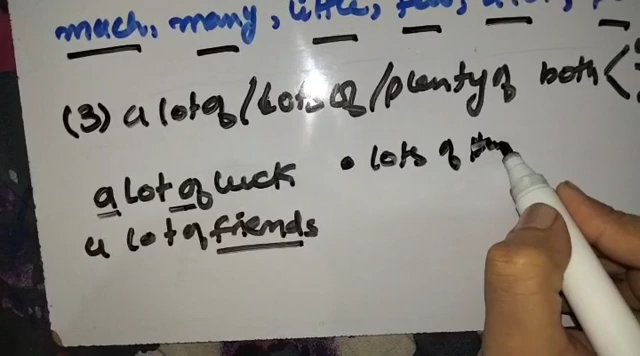 much, many, little, few, a lot,
(3) a lot of / Lots of / plenty of both <
a lot of luck • lots of
a lot of friends